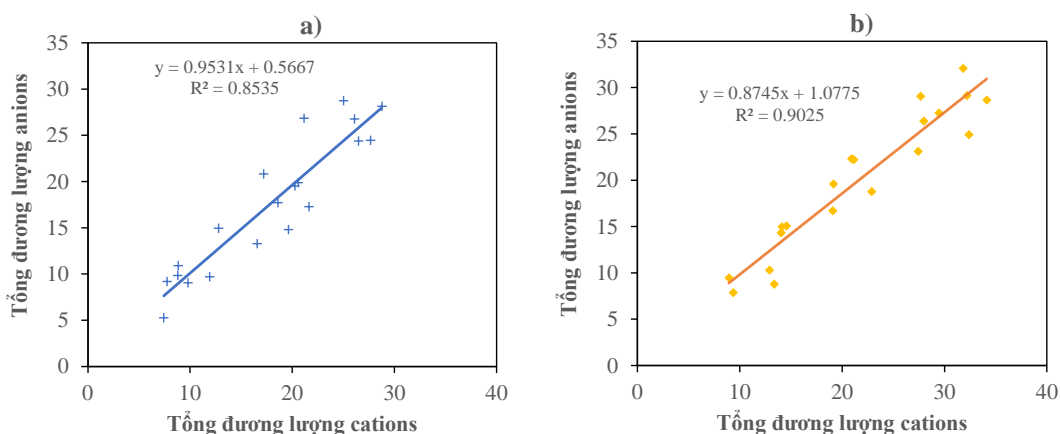 a)
Tổng đương lượng anions
35
30
25
20
15
10
5
0
y = 0.9531x + 0.5667
R² = 0.8535
0
10
20
30
40
Tổng đương lượng cations
b)
Tổng đương lượng anions
35
30
25
20
15
10
5
0
y = 0.8745x + 1.0775
R² = 0.9025
0
10
20
30
40
Tổng đương lượng cations